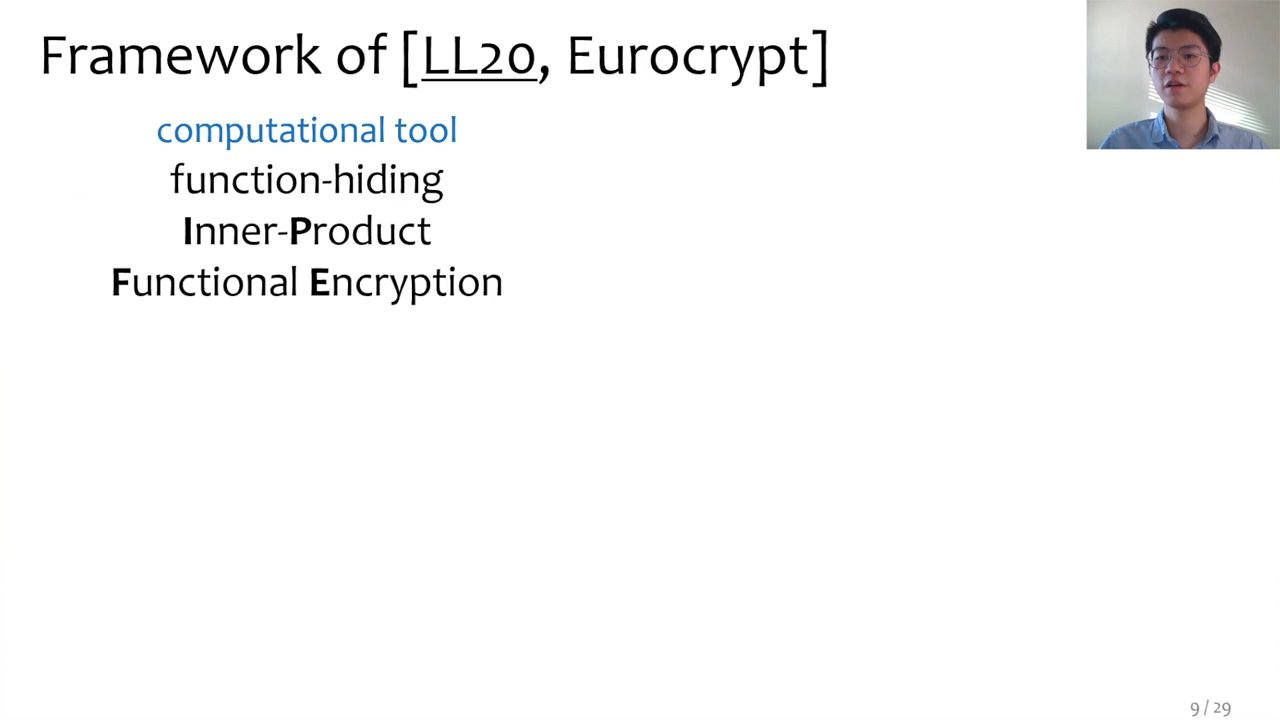 Framework of [LL20, Eurocrypt]
computational tool
function-hiding
Inner-Product
Functional Encryption
9 / 29